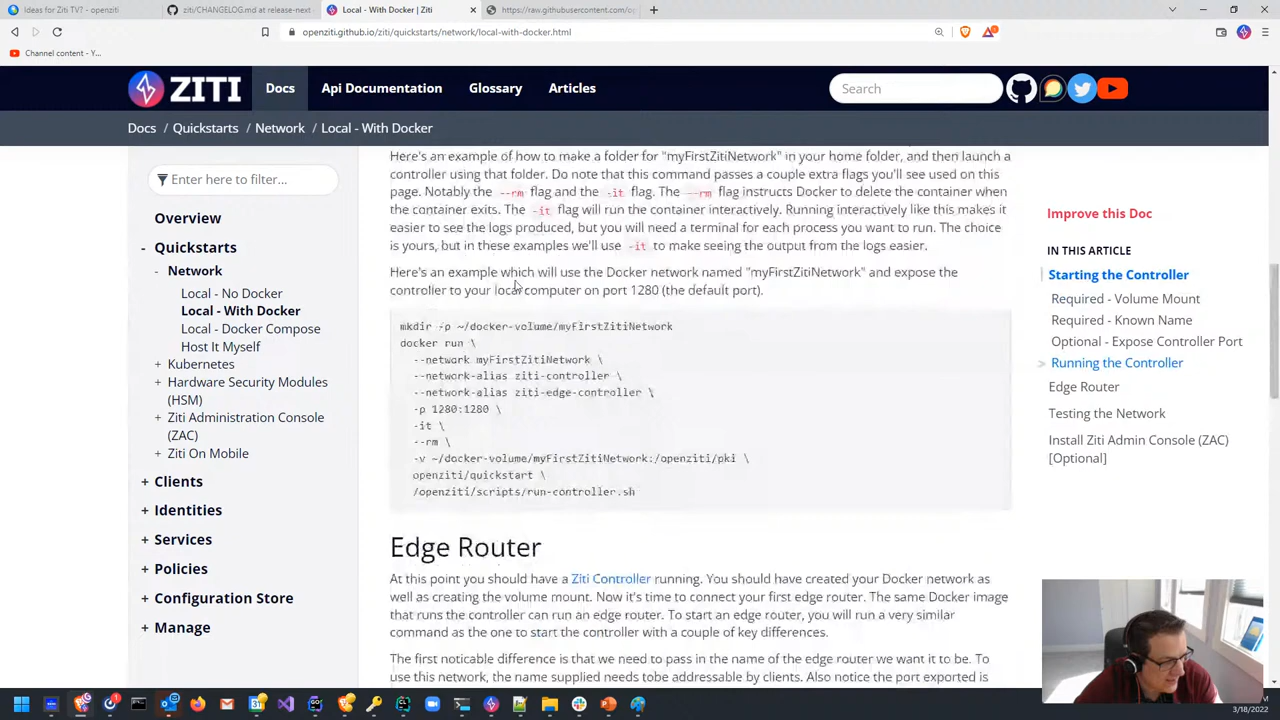 Ideas for Ziti TV? - openziti
ziti/CHANGELOG.md at release-next
Local - With Docker | Ziti
https://raw.githubusercontent.com/op
openziti.github.io/ziti/quickstarts/network/local-with-docker.html
Channel content - Y...
ZITI
Docs
Api Documentation
Glossary
Articles
Search
Docs / Quickstarts / Network / Local - With Docker
Enter here to filter...
Overview
- Quickstarts
- Network
Local - No Docker
Local - With Docker
Local - Docker Compose
Host It Myself
+ Kubernetes
+ Hardware Security Modules
(HSM)
+ Ziti Administration Console
(ZAC)
+ Ziti On Mobile
+ Clients
+ Identities
+ Services
+ Policies
+ Configuration Store
+ Manage
Here's an example of how to make a folder for "myFirstZitiNetwork" in your home folder, and then launch a
controller using that folder. Do note that this command passes a couple extra flags you'll see used on this
page. Notably the --rm flag and the -it flag. The --rm flag instructs Docker to delete the container when
the container exits. The -it flag will run the container interactively. Running interactively like this makes it
easier to see the logs produced, but you will need a terminal for each process you want to run. The choice
is yours, but in these examples we'll use -it to make seeing the output from the logs easier.
Here's an example which will use the Docker network named "myFirstZitiNetwork" and expose the
controller to your local computer on port 1280 (the default port).
mkdir -p ~/docker-volume/myFirstZitiNetwork
docker run \
--network myFirstZitiNetwork \
--network-alias ziti-controller \
--network-alias ziti-edge-controller \
-p 1280:1280 \
-it \
--rm \
-v ~/docker-volume/myFirstZitiNetwork:/openziti/pki \
openziti/quickstart \
/openziti/scripts/run-controller.sh
Edge Router
At this point you should have a Ziti Controller running. You should have created your Docker network as
well as creating the volume mount. Now it's time to connect your first edge router. The same Docker image
that runs the controller can run an edge router. To start an edge router, you will run a very similar
command as the one to start the controller with a couple of key differences.
The first noticable difference is that we need to pass in the name of the edge router we want it to be. To
use this network, the name supplied needs tobe addressable by clients. Also notice the port exported is
Improve this Doc
IN THIS ARTICLE
Starting the Controller
Required - Volume Mount
Required - Known Name
Optional - Expose Controller Port
> Running the Controller
Edge Router
Testing the Network
Install Ziti Admin Console (ZAC)
[Optional]
3/18/2022